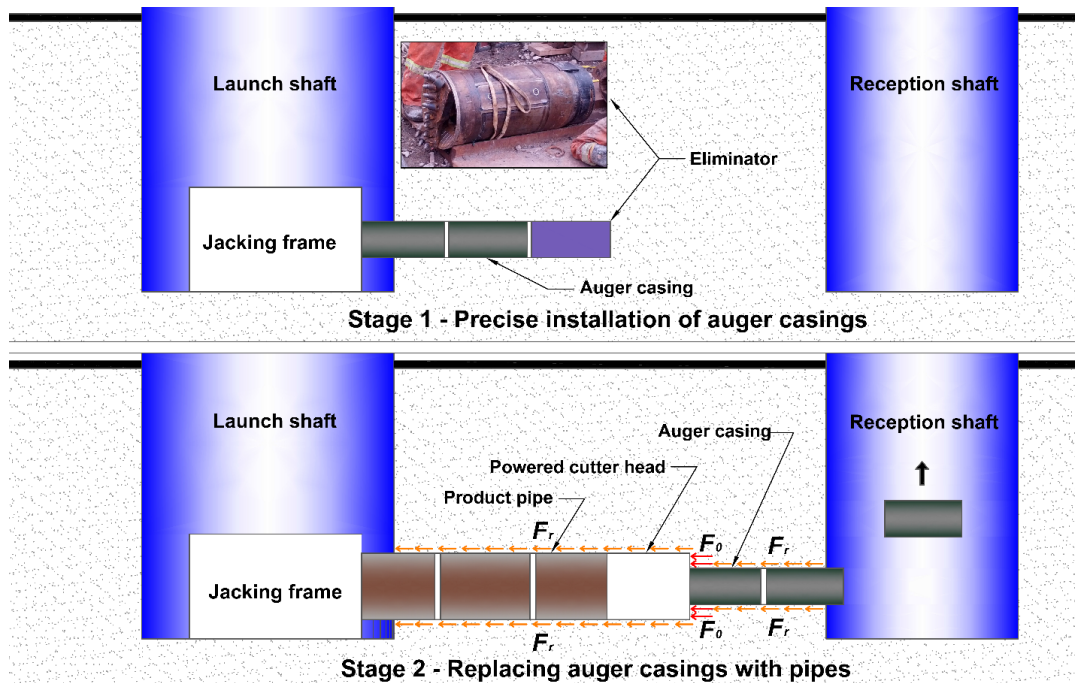 Launch shaft
Reception shaft
Eliminator
Jacking frame
Auger casing
Stage 1 - Precise installation of auger casings
Launch shaft
Reception shaft
Auger casing
Powered cutter head
Product pipe
Fr
F0
Fr
Jacking frame
Fr
F0
Fr
Stage 2 - Replacing auger casings with pipes